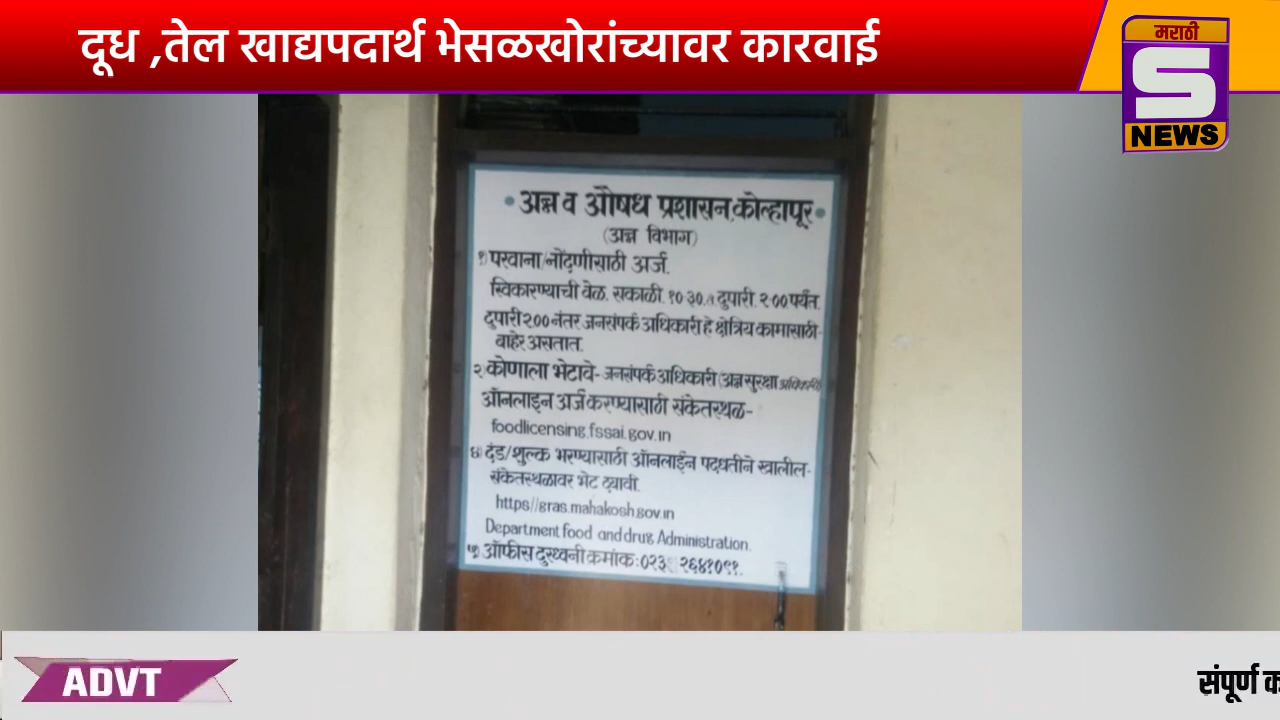 दूध ,तेल खाद्यपदार्थ भेसळखोरांच्यावर कारवाई
मराठी
S
NEWS
• अन्न व औषध प्रशासन, कोल्हापूर •
(अन्न विभाग)
१) परवाना/नोंदणीसाठी अर्ज.
स्विकारण्याची वेळ. सकाळी. १०.३०. ते दुपारी. २.०० पर्यंत.
दुपारी २.०० नंतर जनसंपर्क अधिकारी हे क्षेत्रिय कामासाठी-
बाहेर असतात.
२) कोणाला भेटावे- जनसंपर्क अधिकारी (अन्न सुरक्षा अधिकारी)
ऑनलाइन अर्ज करण्यासाठी संकेतस्थळ-
foodlicensing.fssai.gov.in
४) दंड/शुल्क भरण्यासाठी ऑनलाईन पद्धतीने खालील-
संकेतस्थळावर भेट द्यावी.
https//gras.mahakosh.gov.in
Department food and drug Administration.
५) ऑफीस दुरध्वनी क्रमांक:
ADVT
संपूर्ण